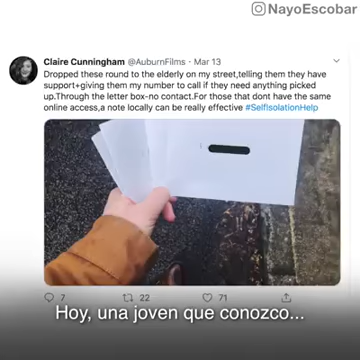 NayoEscobar
Claire Cunningham @AuburnFilms · Mar 13
Dropped these round to the elderly on my street,telling them they have
support+giving them my number to call if they need anything picked
up.Through the letter box-no contact.For those that dont have the same
online access,a note locally can be really effective #SelfIsolationHelp
7 22 71
Hoy, una joven que conozco...